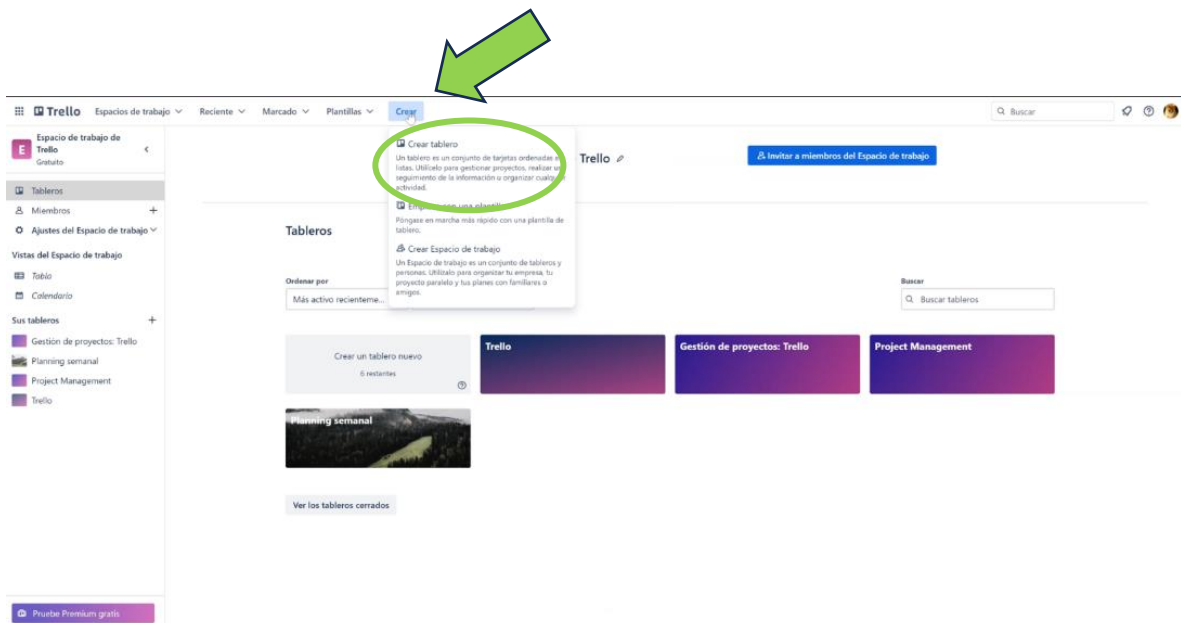 Trello Espacios de trabajo Reciente Marcado Plantillas Crear Buscar
E
Espacio de trabajo de
Trello
Gratuito
Tableros
Miembros
Ajustes del Espacio de trabajo
Vistas del Espacio de trabajo
Tabla
Calendario
Sus tableros
Gestión de proyectos: Trello
Planning semanal
Project Management
Trello
Pruebe Premium gratis
Crear tablero
Un tablero es un conjunto de tarjetas ordenadas en
listas. Utilícelo para gestionar proyectos, realizar un
seguimiento de la información u organizar cualquier
actividad.
Empezar con una plantilla
Póngase en marcha más rápido con una plantilla de
tablero.
Crear Espacio de trabajo
Un Espacio de trabajo es un conjunto de tableros y
personas. Utilízalo para organizar tu empresa, tu
proyecto paralelo y tus planes con familiares o
amigos.
Trello
Invitar a miembros del Espacio de trabajo
Tableros
Ordenar por
Más activo recienteme...
Buscar
Buscar tableros
Crear un tablero nuevo
6 restantes
Trello
Gestión de proyectos: Trello
Project Management
Planning semanal
Ver los tableros cerrados